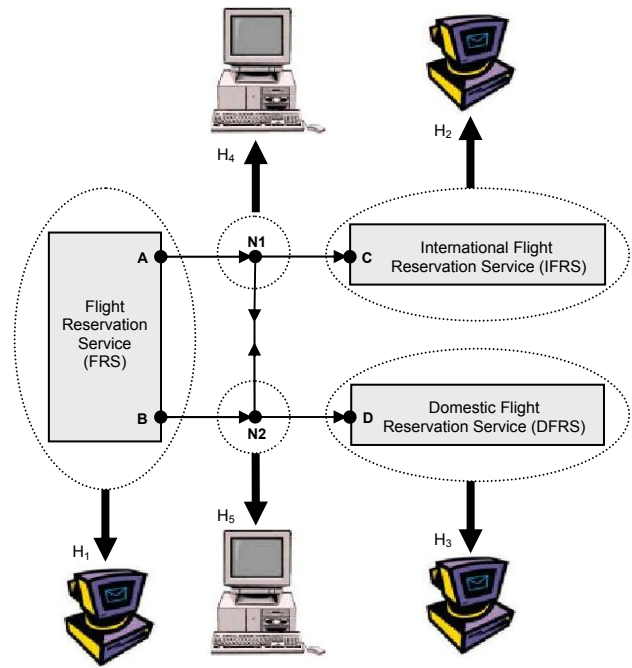 H4
H2
A
N1
C
International Flight
Reservation Service (IFRS)
Flight
Reservation
Service
(FRS)
B
N2
D
Domestic Flight
Reservation Service (DFRS)
H1
H5
H3